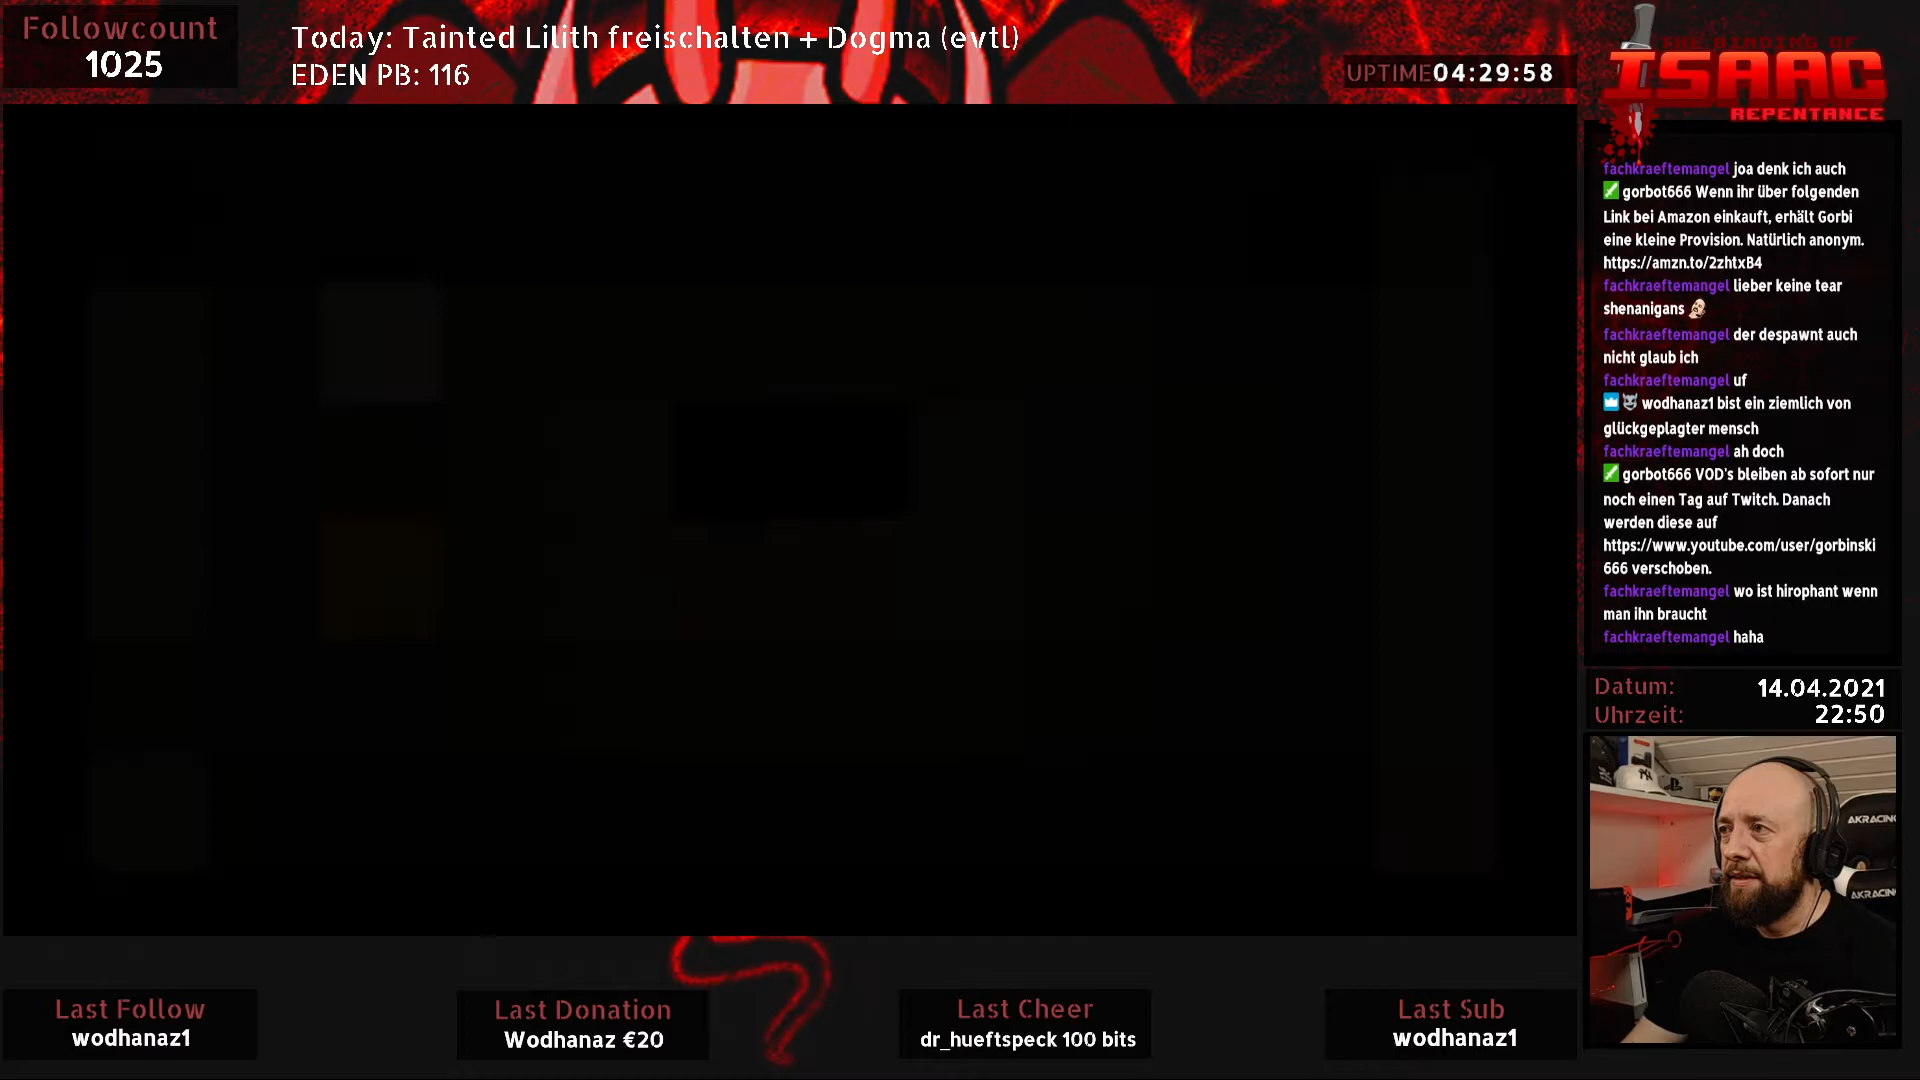 Followcount
1025
Today: Tainted Lilith freischalten + Dogma (evtl)
EDEN PB: 116
UPTIME04:29:58
THE BINDING OF
ISAAC
REPENTANCE
fachkraeftemangel joa denk ich auch
gorbot666 Wenn ihr über folgenden
Link bei Amazon einkauft, erhält Gorbi
eine kleine Provision. Natürlich anonym.
https://amzn.to/2zhtxB4
fachkraeftemangel lieber keine tear
shenanigans
fachkraeftemangel der despawnt auch
nicht glaub ich
fachkraeftemangel uf
wodhanaz1 bist ein ziemlich von
glückgeplagter mensch
fachkraeftemangel ah doch
gorbot666 VOD's bleiben ab sofort nur
noch einen Tag auf Twitch. Danach
werden diese auf
https://www.youtube.com/user/gorbinski
666 verschoben.
fachkraeftemangel wo ist hirophant wenn
man ihn braucht
fachkraeftemangel haha
Datum: 14.04.2021
Uhrzeit: 22:50
AKRACING
AKRACING
Last Follow
wodhanaz1
Last Donation
Wodhanaz €20
Last Cheer
dr_hueftspeck 100 bits
Last Sub
wodhanaz1